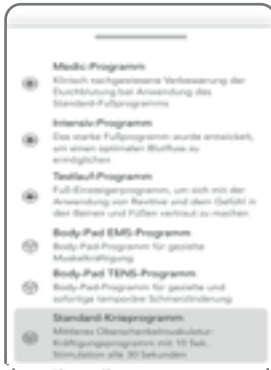 Medic-Programm
Klinisch nachgewiesene Verbesserung der
Durchblutung bei Anwendung des
Standard-Fußprogramms
Intensiv-Programm
Das starke Fußprogramm wurde entwickelt,
um einen optimalen Blutfluss zu
ermöglichen
Testlauf-Programm
Fuß-Einsteigerprogramm, um sich mit der
Anwendung von Revitive und dem Gefühl in
den Beinen und Füßen vertraut zu machen
Body-Pad EMS-Programm
Body-Pad-Programm für gezielte
Muskelkräftigung
Body-Pad TENS-Programm
Body-Pad-Programm für gezielte und
sofortige temporäre Schmerzlinderung
Standard-Knieprogramm
Mittleres Oberschenkelmuskulatur-
Kräftigungsprogramm mit 10 Sek.
Stimulation alle 30 Sekunden